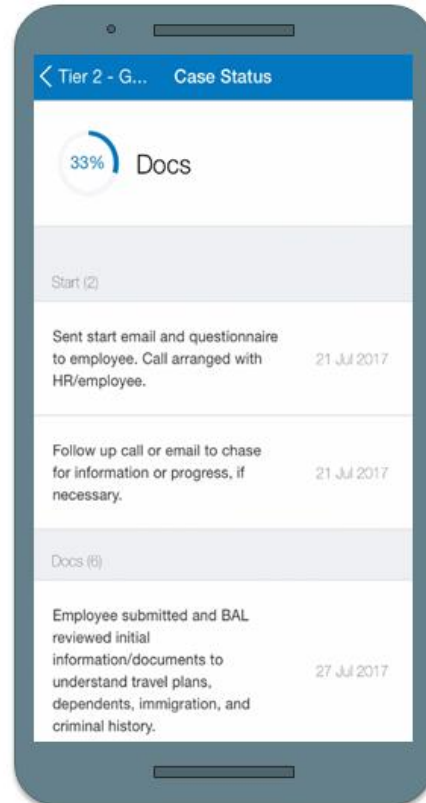 Tier 2 - G... Case Status
33% Docs
Start (2)
Sent start email and questionnaire
to employee. Call arranged with
HR/employee.
21 Jul 2017
Follow up call or email to chase
for information or progress, if
necessary.
21 Jul 2017
Docs (6)
Employee submitted and BAL
reviewed initial
information/documents to
understand travel plans,
dependents, immigration, and
criminal history.
27 Jul 2017